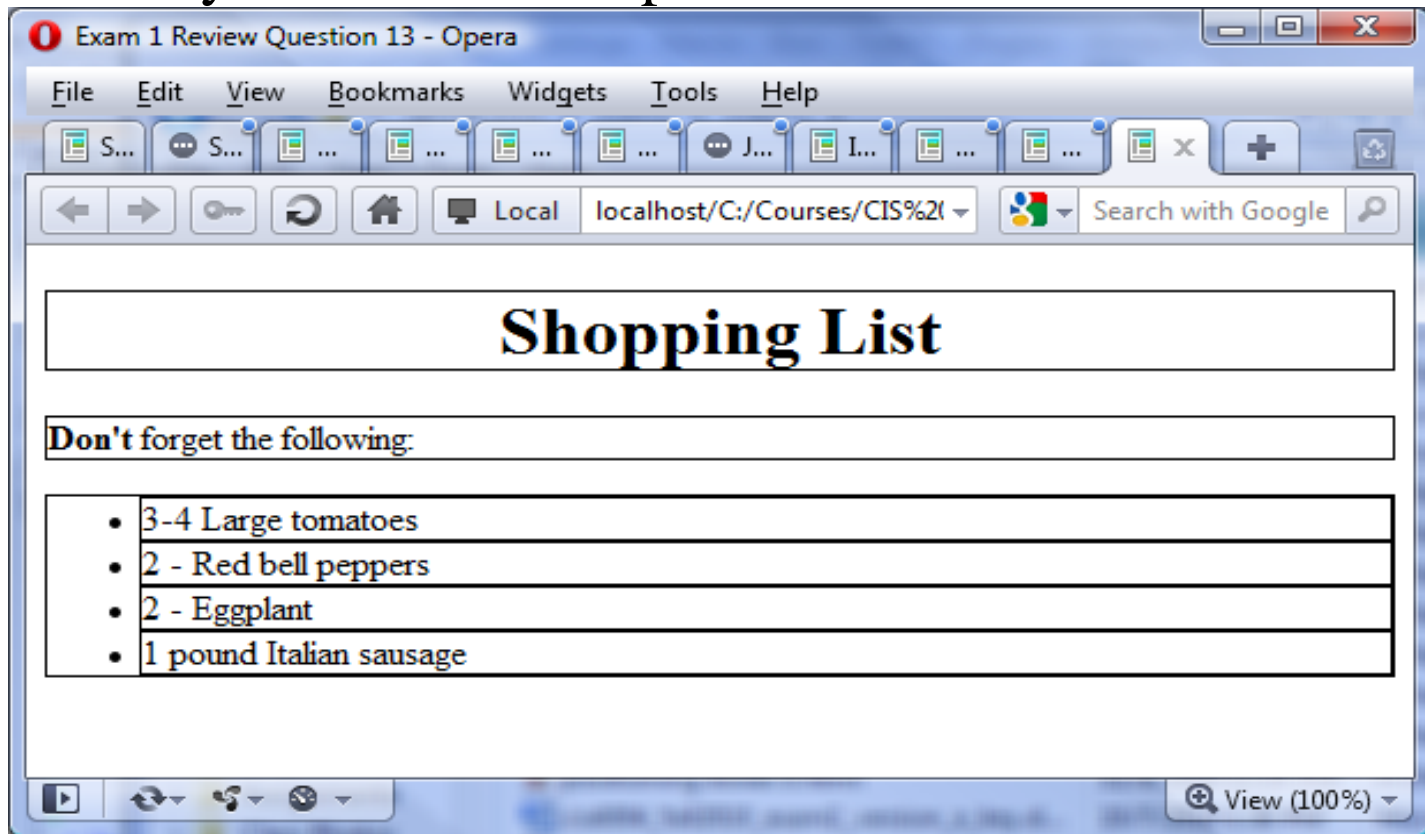 Exam 1 Review Question 13 - Opera
File Edit View Bookmarks Widgets Tools Help
S... S... ... ... ... ... J... I... ... ...
Local localhost/C:/Courses/CIS%2 Search with Google
Shopping List
Don't forget the following:
• 3-4 Large tomatoes
• 2 - Red bell peppers
• 2 - Eggplant
• 1 pound Italian sausage
View (100%)